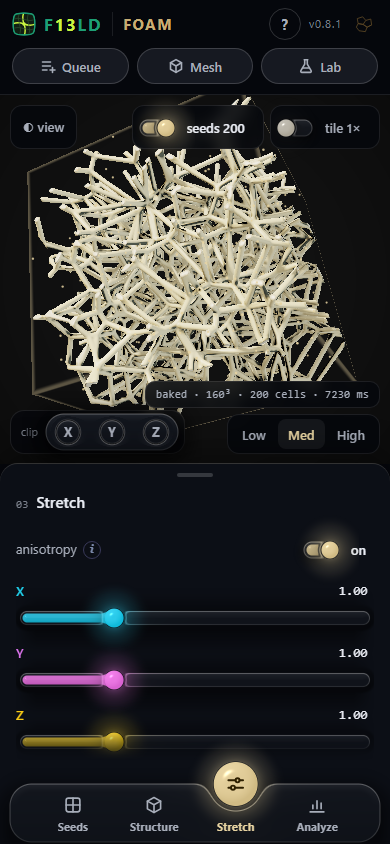 F13LD FOAM ? v0.8.1
Queue Mesh Lab
view seeds 200 tile 1×
baked · 160³ · 200 cells · 7230 ms
clip X Y Z Low Med High
03 Stretch
anisotropy i on
X 1.00
Y 1.00
Z 1.00
Seeds Structure Stretch Analyze